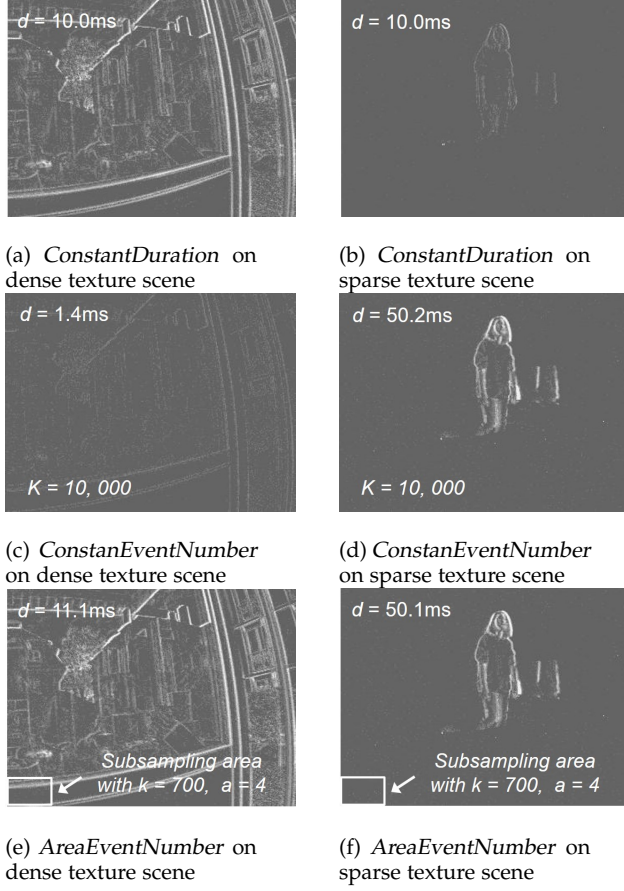 d = 10.0ms
d = 10.0ms
(a) ConstantDuration on
dense texture scene
(b) ConstantDuration on
sparse texture scene
d = 1.4ms
K = 10, 000
d = 50.2ms
K = 10, 000
(c) ConstanEventNumber
on dense texture scene
(d) ConstanEventNumber
on sparse texture scene
d = 11.1ms
Subsampling area
with k = 700, a = 4
d = 50.1ms
Subsampling area
with k = 700, a = 4
(e) AreaEventNumber on
dense texture scene
(f) AreaEventNumber on
sparse texture scene